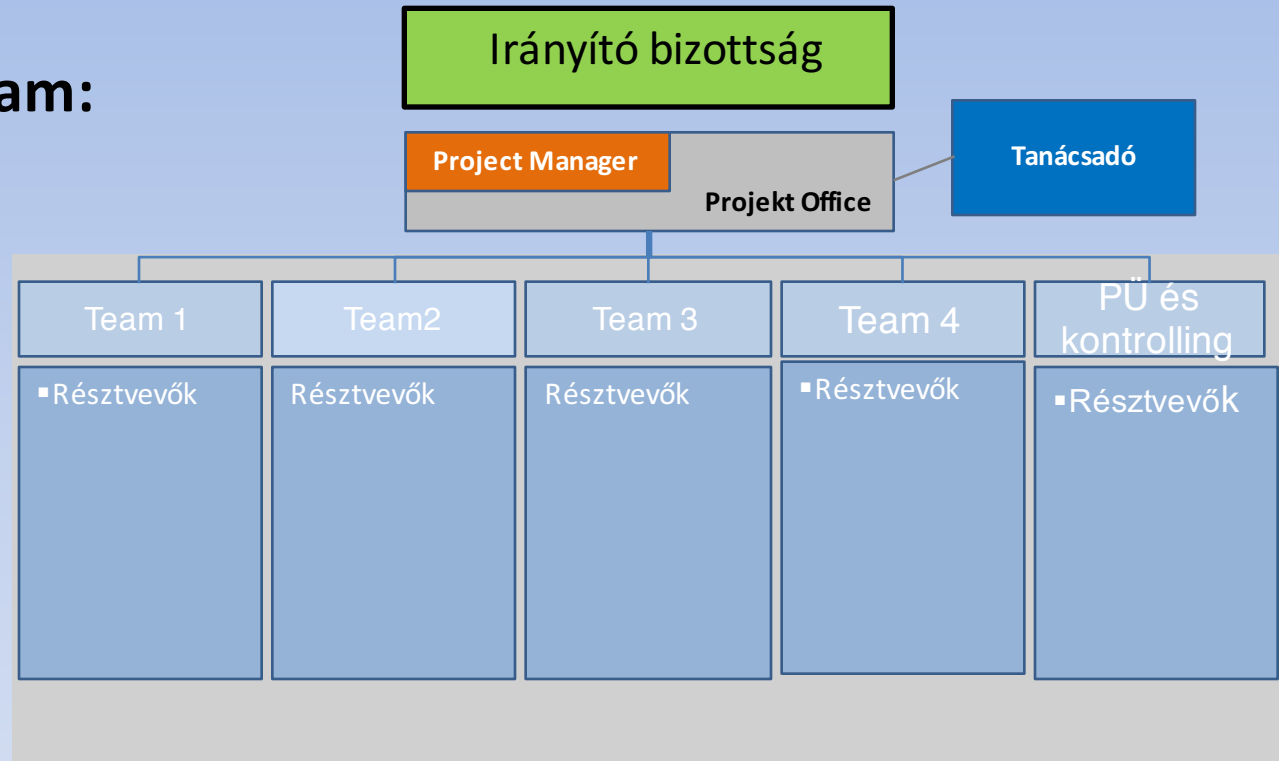 Irányító bizottság
am:
Project Manager
Projekt Office
Tanácsadó
Team 1
Team2
Team 3
Team 4
PÜ és
kontrolling
▪Résztvevők
Résztvevők
Résztvevők
▪Résztvevők
▪Résztvevők